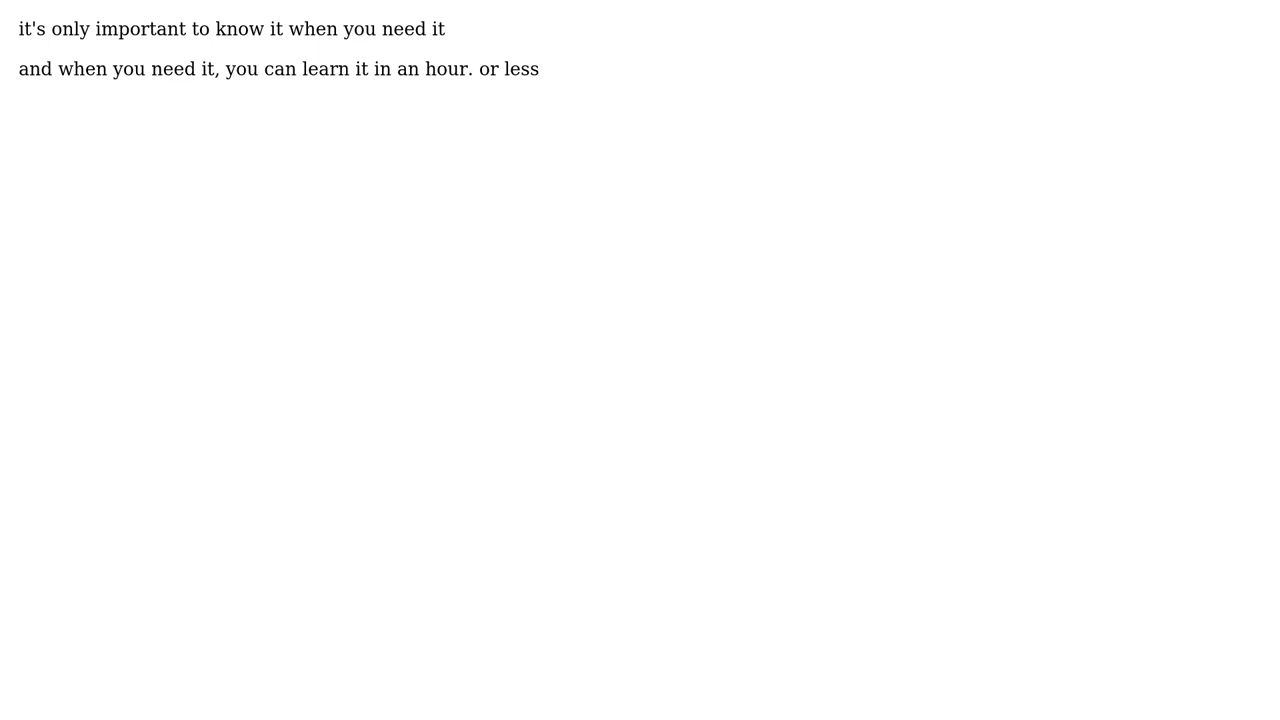 it's only important to know it when you need it
and when you need it, you can learn it in an hour. or less